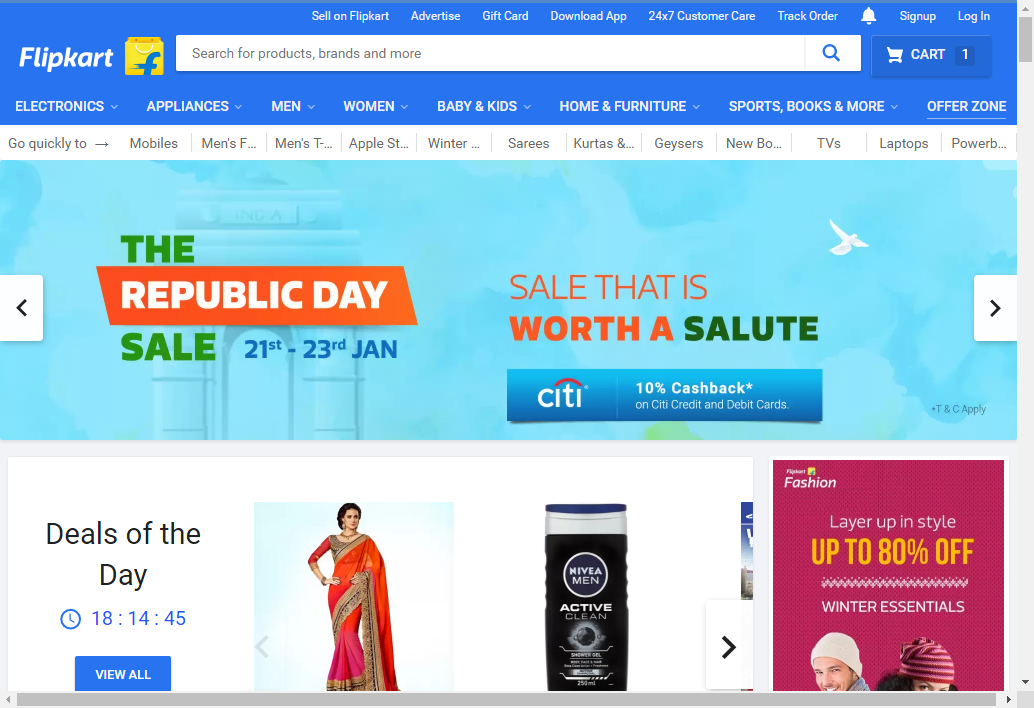 Sell on Flipkart Advertise Gift Card Download App 24x7 Customer Care Track Order Signup Log In
Flipkart
Search for products, brands and more
CART 1
ELECTRONICS APPLIANCES MEN WOMEN BABY & KIDS HOME & FURNITURE SPORTS, BOOKS & MORE OFFER ZONE
Go quickly to → Mobiles Men's F... Men's T-... Apple St... Winter ... Sarees Kurtas &... Geysers New Bo... TVs Laptops Powerb...
INDIA
THE
REPUBLIC DAY
SALE 21st - 23rd JAN
SALE THAT IS
WORTH A SALUTE
citi
10% Cashback*
on Citi Credit and Debit Cards.
*T & C Apply
Deals of the
Day
18 : 14 : 45
VIEW ALL
NIVEA
MEN
ACTIVE
CLEAN
SHOWER GEL
BODY, FACE & HAIR
250ml
Flipkart
Fashion
Layer up in style
UP TO 80% OFF
WINTER ESSENTIALS